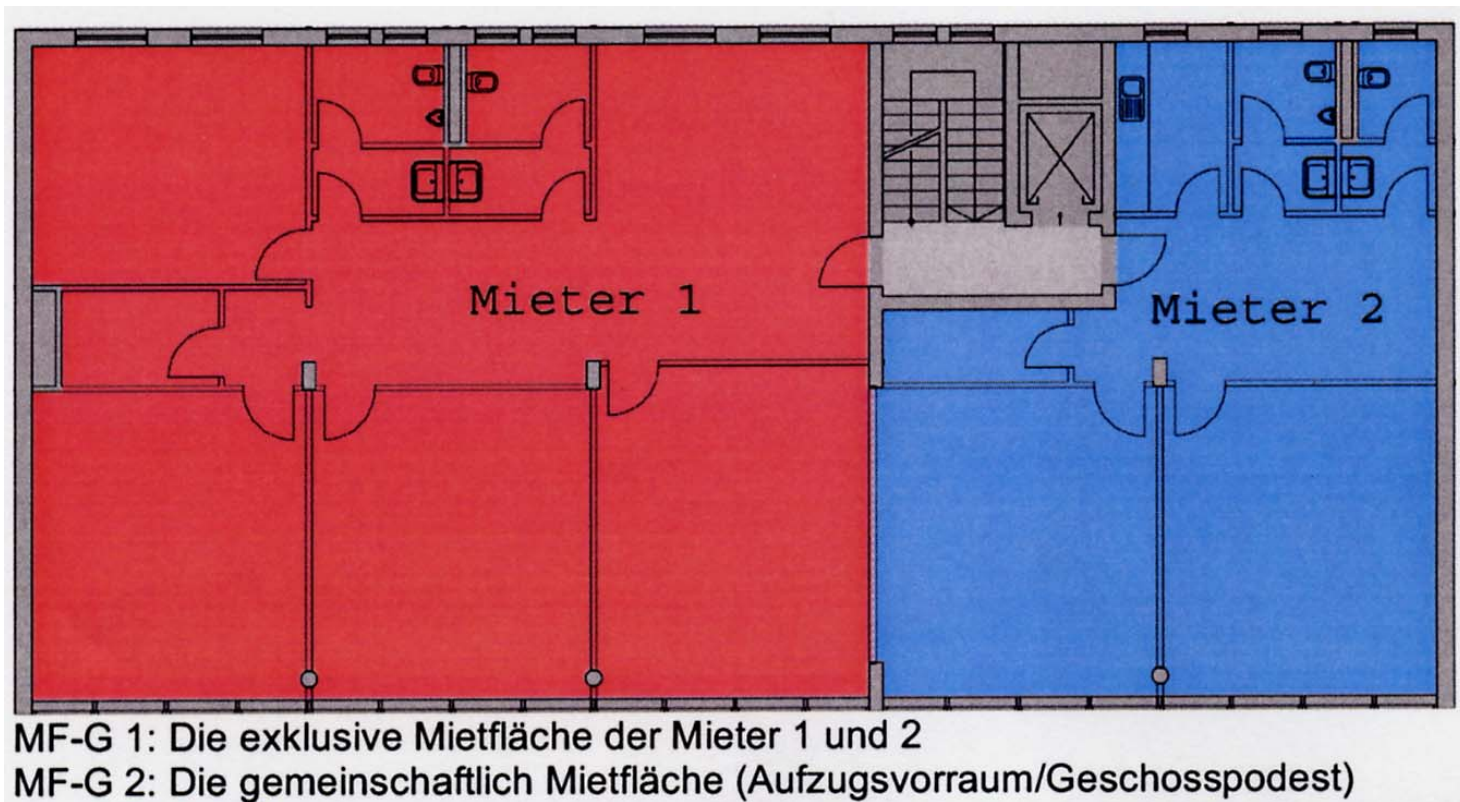 Mieter 1
Mieter 2
MF-G 1: Die exklusive Mietfläche der Mieter 1 und 2
MF-G 2: Die gemeinschaftlich Mietfläche (Aufzugsvorraum/Geschosspodest)